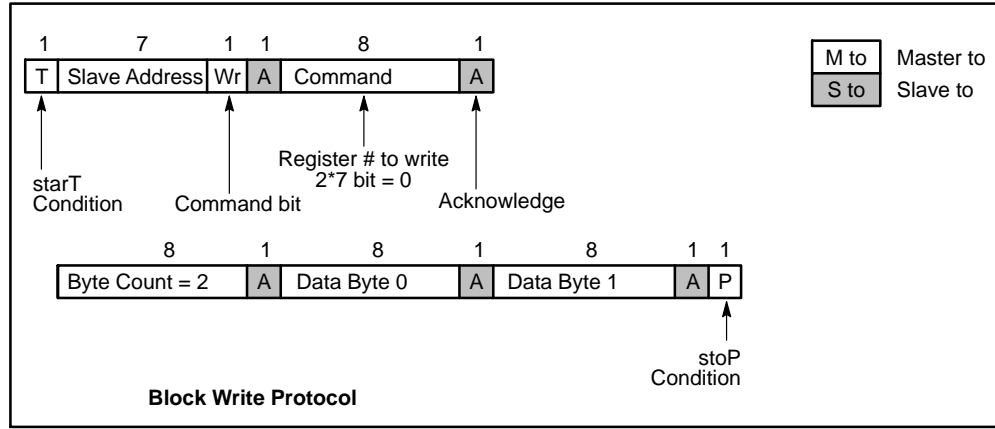 1 7 1 1 8 1
T Slave Address Wr A Command A
M to Master to
S to Slave to
Register # to write
2*7 bit = 0
starT
Condition
Command bit
Acknowledge
8 1 8 1 8 1 1
Byte Count = 2 A Data Byte 0 A Data Byte 1 A P
stoP
Condition
Block Write Protocol